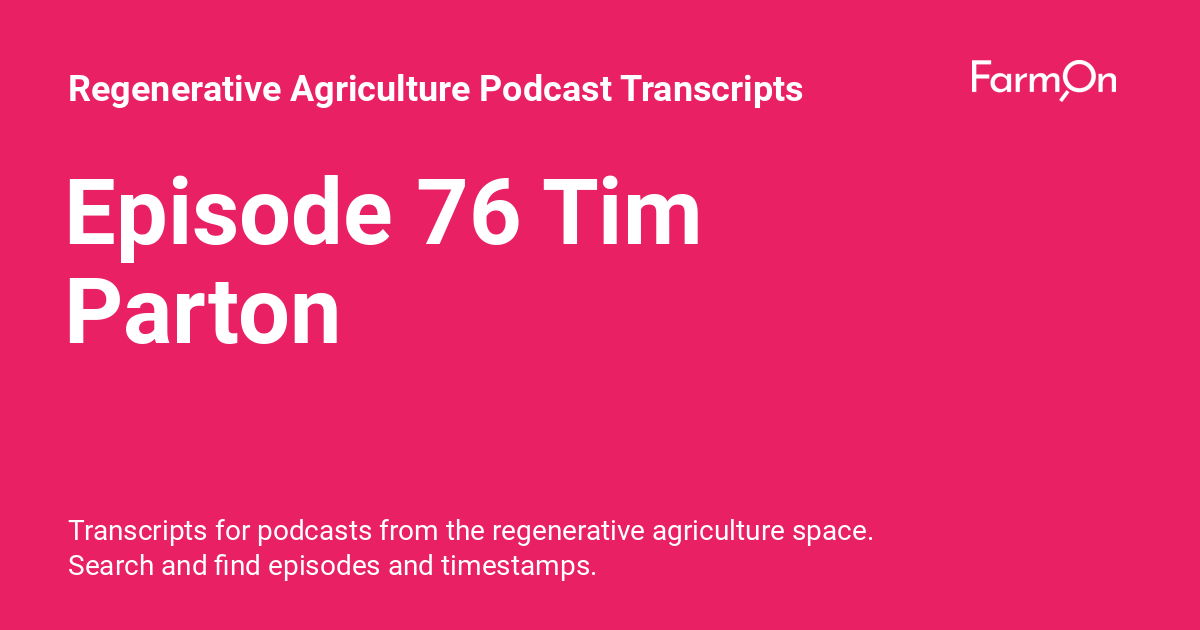 Regenerative Agriculture Podcast Transcripts
FarmOn
Episode 76 Tim
Parton
Transcripts for podcasts from the regenerative agriculture space.
Search and find episodes and timestamps.